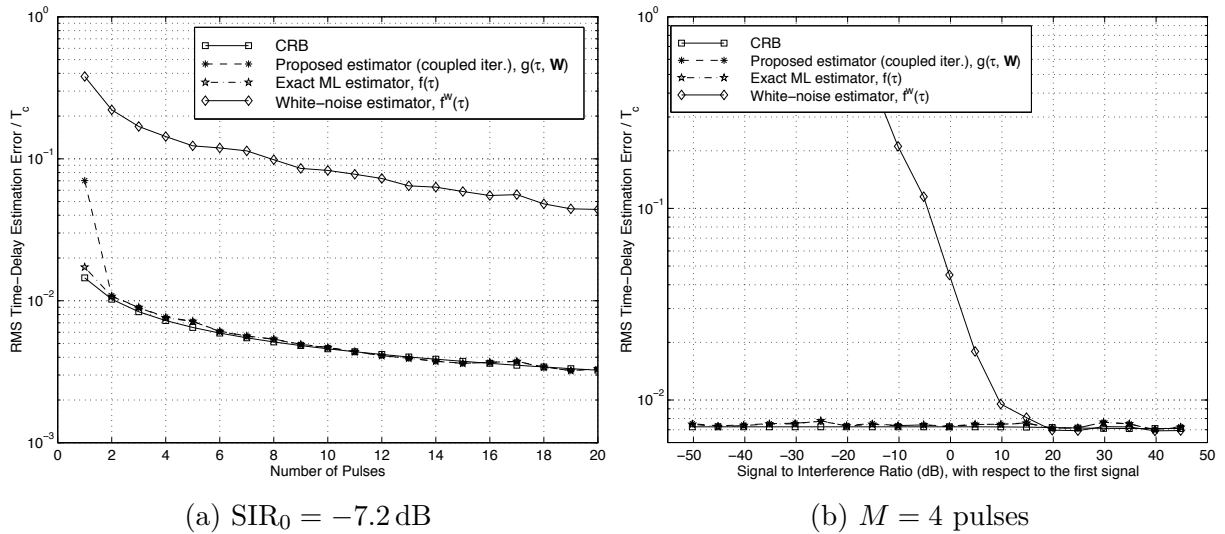 CRB
Proposed estimator (coupled iter.), g(τ, W)
Exact ML estimator, f(τ)
White−noise estimator, f^w(τ)
10^0
10^−1
10^−2
10^−3
RMS Time−Delay Estimation Error / T_c
0 2 4 6 8 10 12 14 16 18 20
Number of Pulses
(a) SIR_0 = −7.2 dB
CRB
Proposed estimator (coupled iter.), g(τ, W)
Exact ML estimator, f(τ)
White−noise estimator, f^w(τ)
10^0
10^−1
10^−2
RMS Time−Delay Estimation Error / T_c
−50 −40 −30 −20 −10 0 10 20 30 40 50
Signal to Interference Ratio (dB), with respect to the first signal
(b) M = 4 pulses